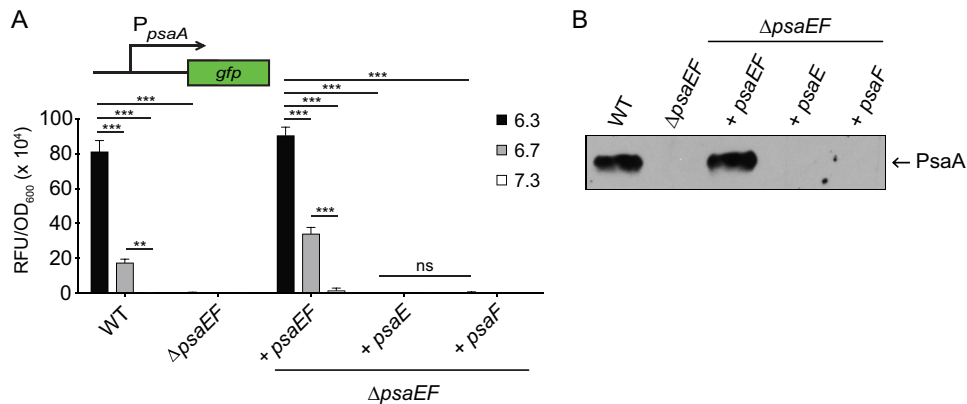 A
P psaA
gfp
***
***
***
***
***
***
***
***
**
***
ns
100
80
60
40
20
0
RFU/OD600 (x 10⁴)
6.3
6.7
7.3
WT
ΔpsaEF
+ psaEF
+ psaE
+ psaF
ΔpsaEF
B
ΔpsaEF
WT
ΔpsaEF
+ psaEF
+ psaE
+ psaF
← PsaA